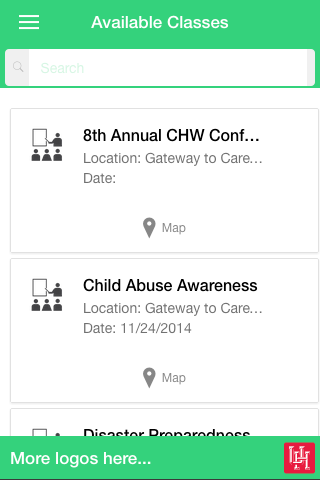 Available Classes
Search
8th Annual CHW Conf...
Location: Gateway to Care...
Date:
Map
Child Abuse Awareness
Location: Gateway to Care...
Date: 11/24/2014
Map
Disaster Preparedness
More logos here...
UH